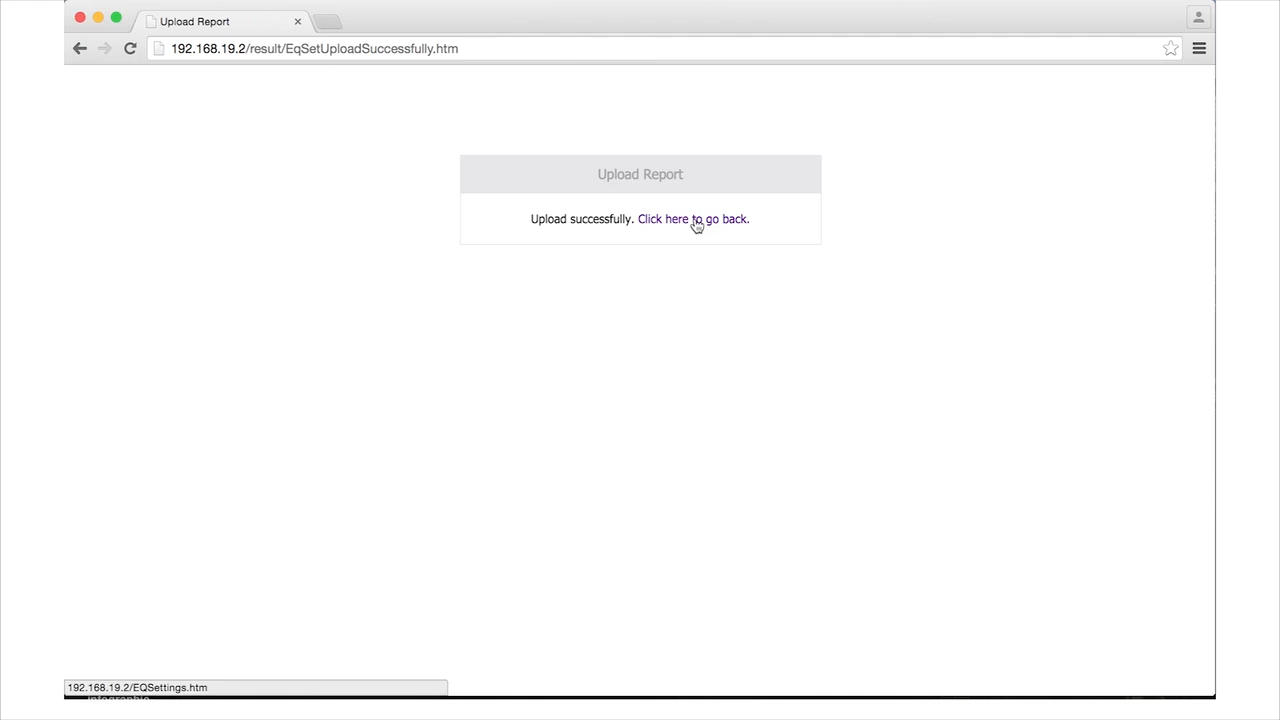 Upload Report
192.168.19.2/result/EqSetUploadSuccessfully.htm
Upload Report
Upload successfully. Click here to go back.
192.168.19.2/EQSettings.htm
infographic